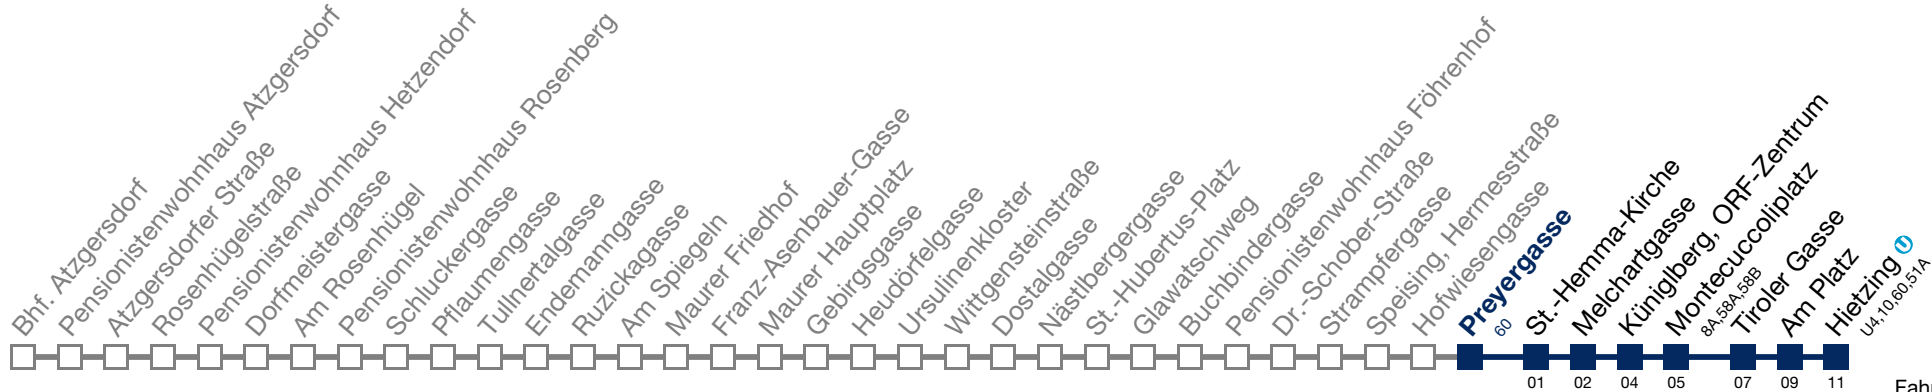 Bhf. Atzgersdorf
Pensionistenwohnhaus Atzgersdorf
Atzgersdorfer Straße
Rosenhügelstraße
Pensionistenwohnhaus Hetzendorf
Dorfmeistergasse
Am Rosenhügel
Pensionistenwohnhaus Rosenberg
Schluckergasse
Pflaumengasse
Tullnertalgasse
Endemanngasse
Ruzickagasse
Am Spiegeln
Maurer Friedhof
Franz-Asenbauer-Gasse
Maurer Hauptplatz
Gebirgsgasse
Heudörfelgasse
Ursulinenkloster
Wittgensteinstraße
Dostalgasse
Nästlbergergasse
St.-Hubertus-Platz
Glawatschweg
Buchbindergasse
Pensionistenwohnhaus Föhrenhof
Dr.-Schober-Straße
Strampfergasse
Speising, Hermesstraße
Hofwiesengasse
Preyergasse
60
St.-Hemma-Kirche
Melchartgasse
Küniglberg, ORF-Zentrum
Montecuccoliplatz
8A,58A,58B
Tiroler Gasse
Am Platz
Hietzing U
U4,10,60,51A
01 02 04 05 07 09 11
Fah